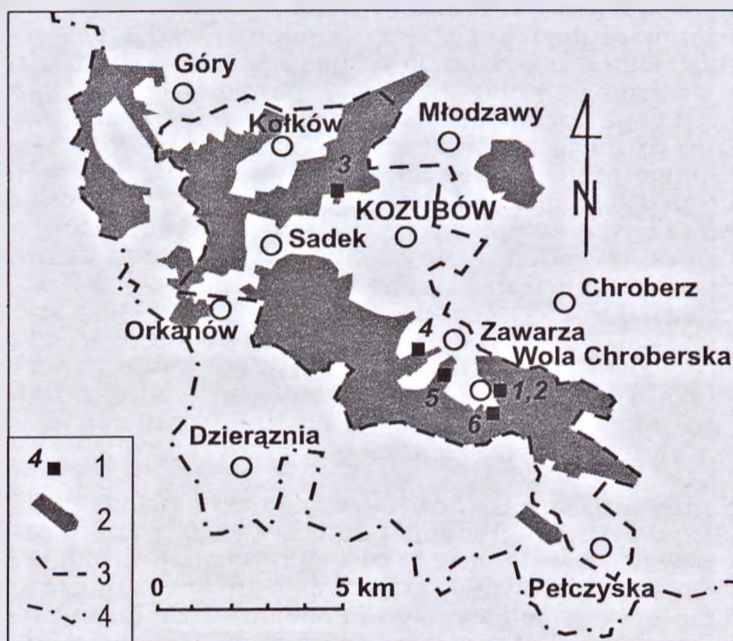 Góry
Młodzawy
Kołków
3
KOZUBÓW
N
Sadek
Chroberz
Orkanów
4
Zawarza
Wola Chroberska
5
1,2
6
Dzierąznia
4 1
2
3
4
0 5 km
Pełczyska